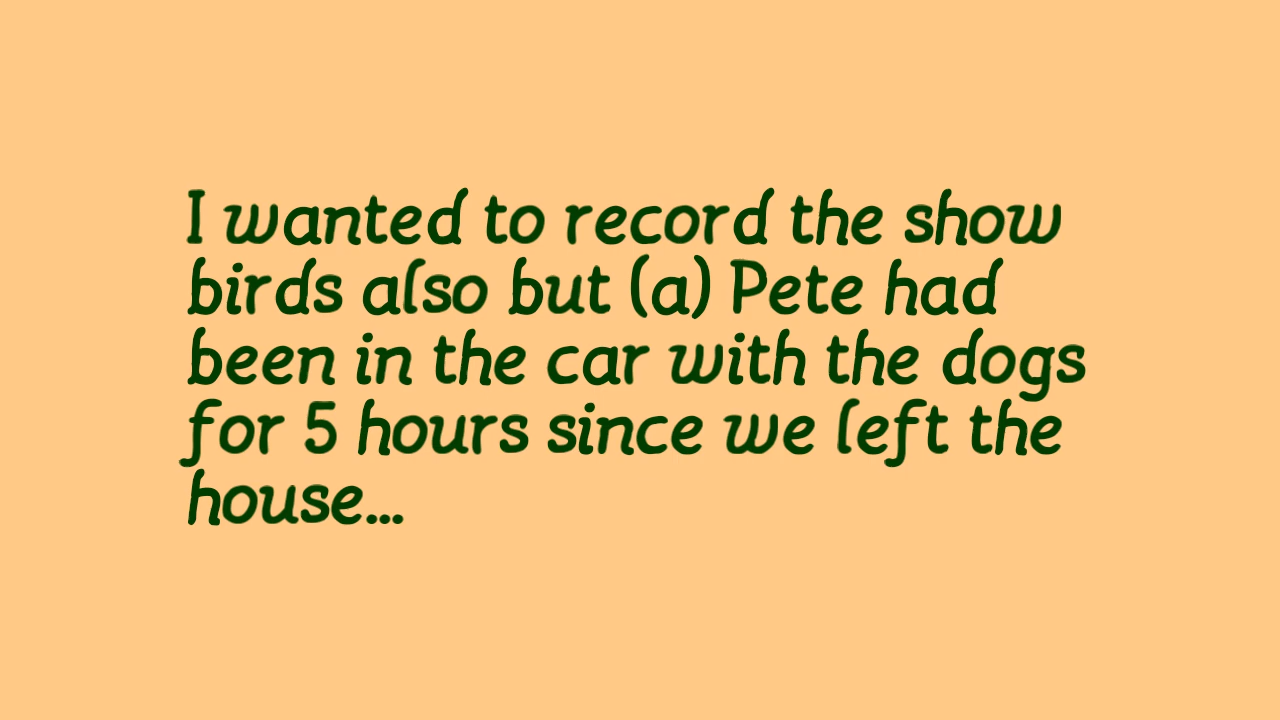 I wanted to record the show
birds also but (a) Pete had
been in the car with the dogs
for 5 hours since we left the
house...